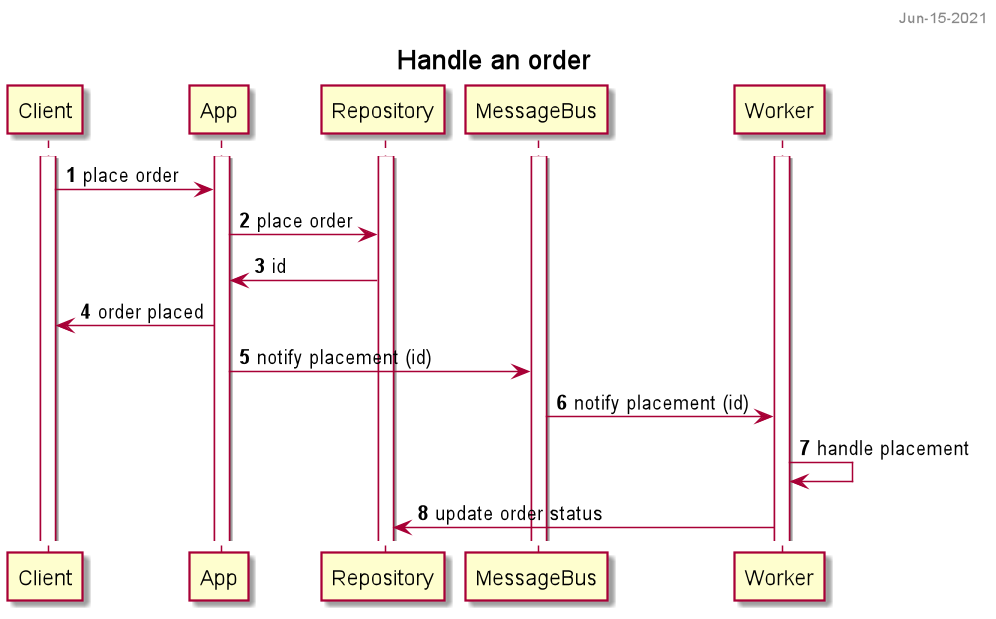 Jun-15-2021
Handle an order
Client
App
Repository
MessageBus
Worker
1 place order
2 place order
3 id
4 order placed
5 notify placement (id)
6 notify placement (id)
7 handle placement
8 update order status
Client
App
Repository
MessageBus
Worker